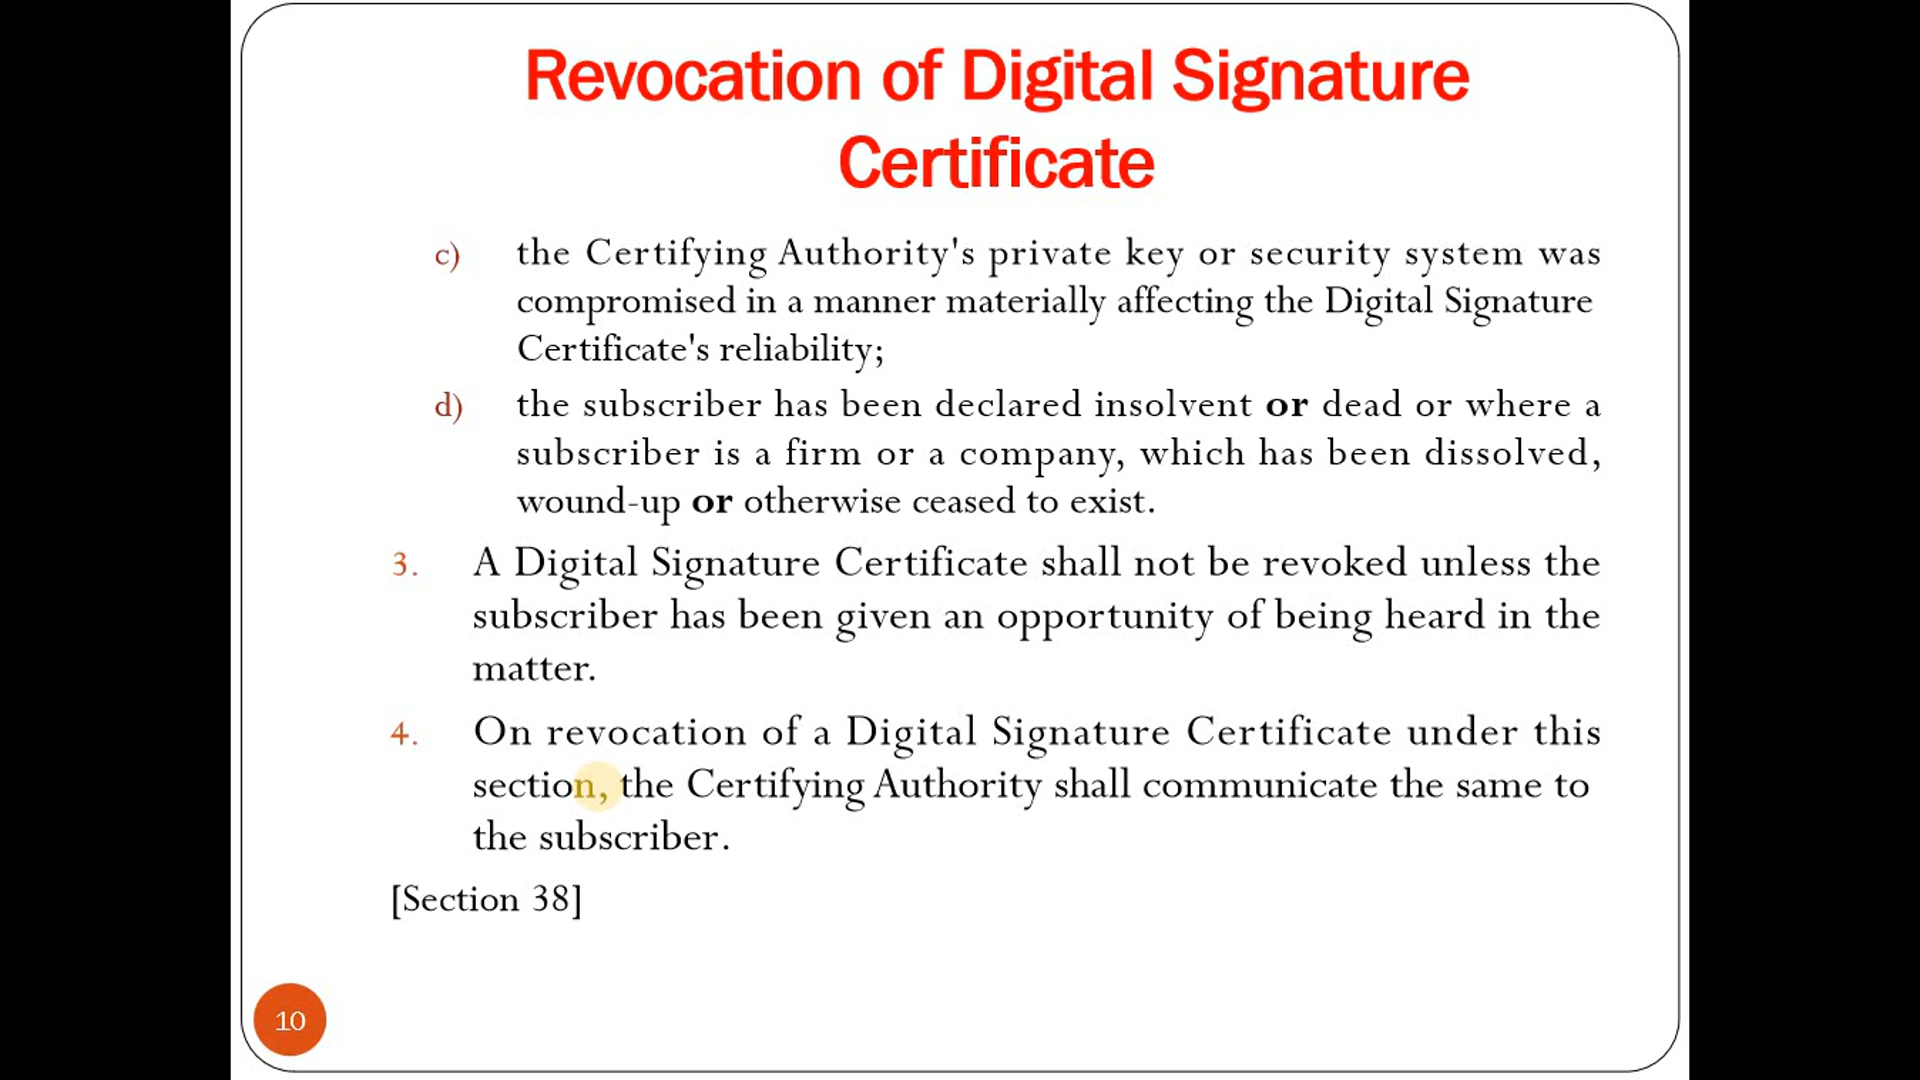 Revocation of Digital Signature
Certificate
c) the Certifying Authority's private key or security system was
compromised in a manner materially affecting the Digital Signature
Certificate's reliability;
d) the subscriber has been declared insolvent or dead or where a
subscriber is a firm or a company, which has been dissolved,
wound-up or otherwise ceased to exist.
3. A Digital Signature Certificate shall not be revoked unless the
subscriber has been given an opportunity of being heard in the
matter.
4. On revocation of a Digital Signature Certificate under this
section, the Certifying Authority shall communicate the same to
the subscriber.
[Section 38]
10